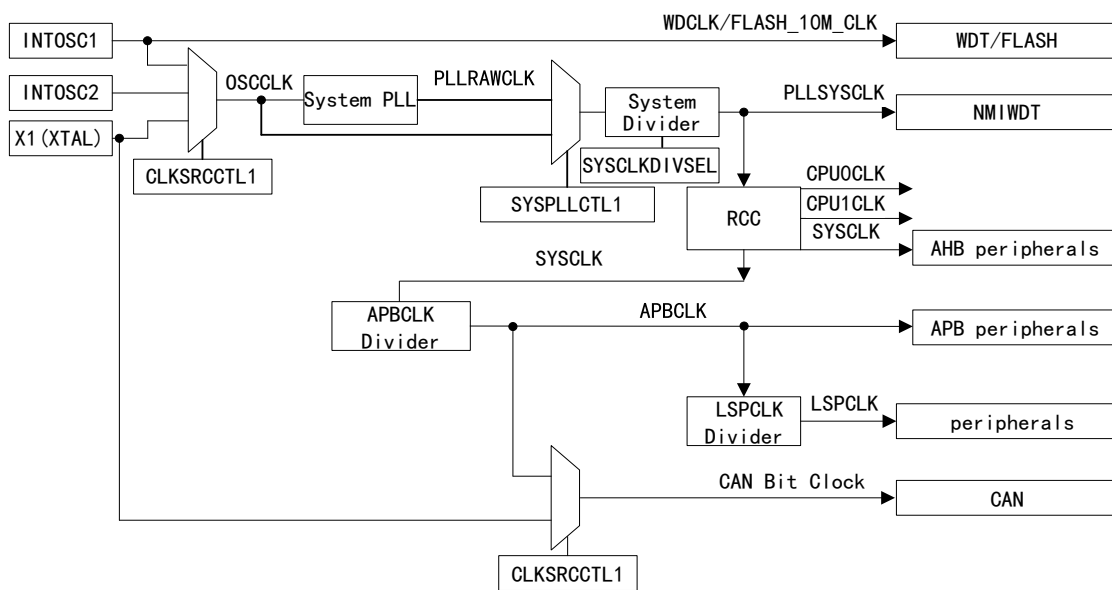 INTOSC1
WDCLK/FLASH_10M_CLK
WDT/FLASH
INTOSC2
OSCCLK
System PLL
PLLRAWCLK
System
Divider
PLLSYSCLK
NMIWDT
X1(XTAL)
CLKSRCCTL1
SYSCLKDIVSEL
SYSPLLCTL1
RCC
CPU0CLK
CPU1CLK
SYSCLK
AHB peripherals
SYSCLK
APBCLK
Divider
APBCLK
APB peripherals
LSPCLK
Divider
LSPCLK
peripherals
CAN Bit Clock
CAN
CLKSRCCTL1